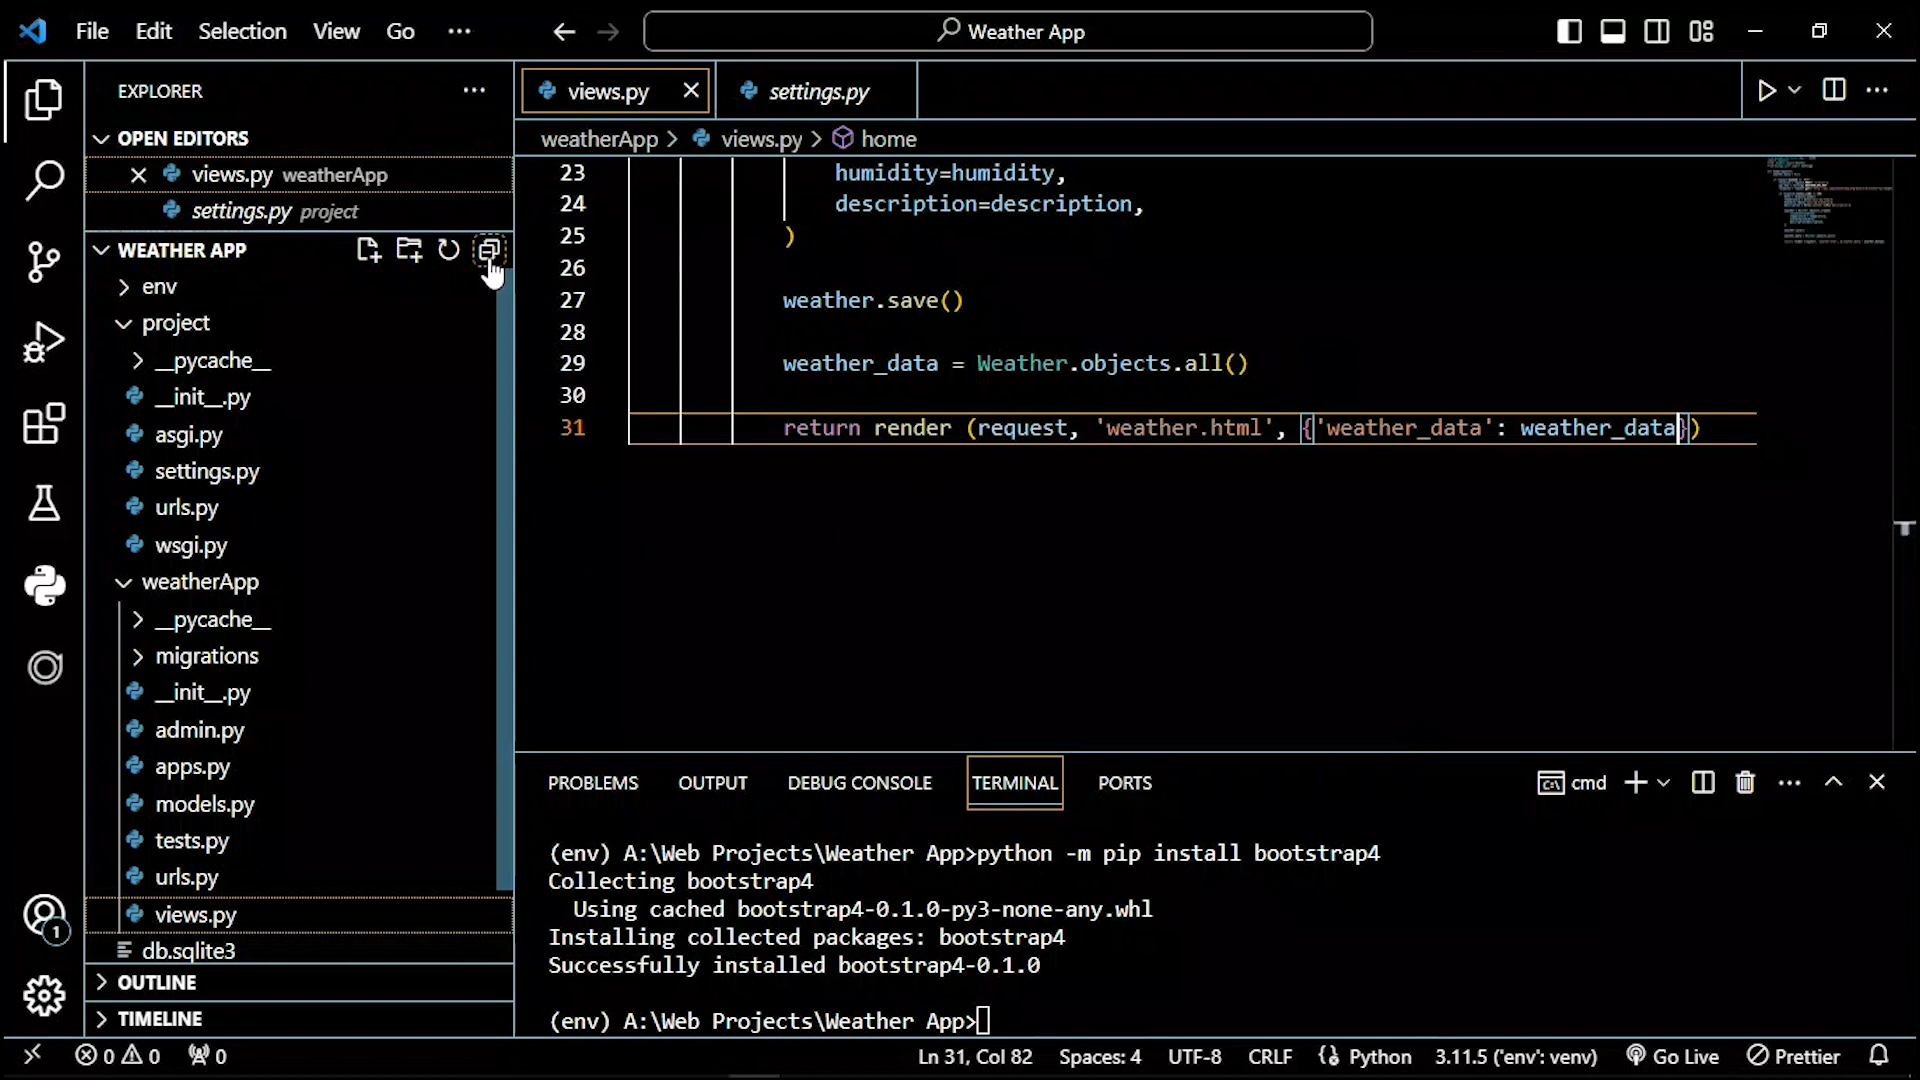 File Edit Selection View Go ··· Weather App
EXPLORER ···
OPEN EDITORS
views.py weatherApp
settings.py project
WEATHER APP
env
project
__pycache__
__init__.py
asgi.py
settings.py
urls.py
wsgi.py
weatherApp
__pycache__
migrations
__init__.py
admin.py
apps.py
models.py
tests.py
urls.py
views.py
db.sqlite3
OUTLINE
TIMELINE
views.py settings.py
weatherApp > views.py > home
23 humidity=humidity,
24 description=description,
25 )
26
27 weather.save()
28
29 weather_data = Weather.objects.all()
30
31 return render (request, 'weather.html', {'weather_data': weather_data})
PROBLEMS OUTPUT DEBUG CONSOLE TERMINAL PORTS cmd
(env) A:\Web Projects\Weather App>python -m pip install bootstrap4
Collecting bootstrap4
Using cached bootstrap4-0.1.0-py3-none-any.whl
Installing collected packages: bootstrap4
Successfully installed bootstrap4-0.1.0
(env) A:\Web Projects\Weather App>
1
0 0 0 Ln 31, Col 82 Spaces: 4 UTF-8 CRLF Python 3.11.5 ('env': venv) Go Live Prettier